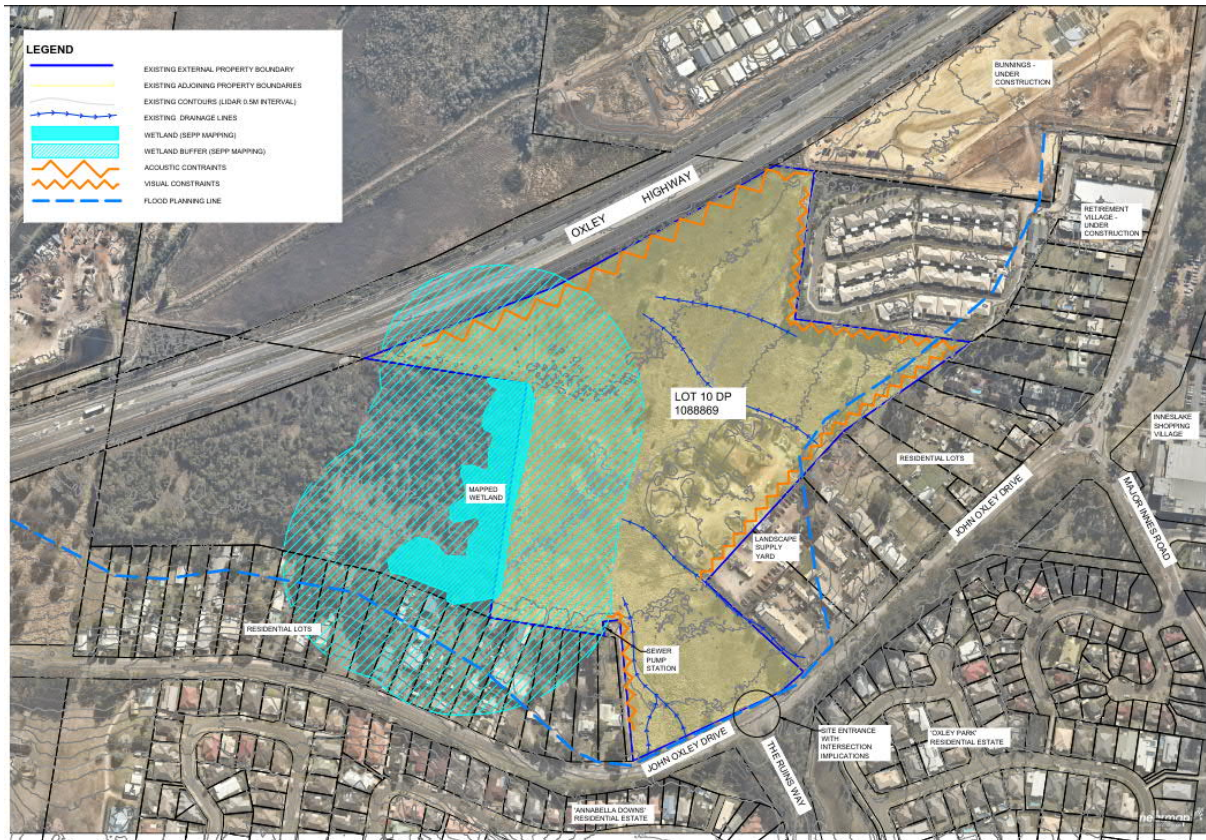 LEGEND
EXISTING EXTERNAL PROPERTY BOUNDARY
EXISTING ADJOINING PROPERTY BOUNDARIES
EXISTING CONTOURS (LIDAR 0.5M INTERVAL)
EXISTING DRAINAGE LINES
WETLAND (SEPP MAPPING)
WETLAND BUFFER (SEPP MAPPING)
ACOUSTIC CONTRAINTS
VISUAL CONSTRAINTS
FLOOD PLANNING LINE
BUNNINGS -
UNDER
CONSTRUCTION
OXLEY HIGHWAY
RETIREMENT
VILLAGE -
UNDER
CONSTRUCTION
LOT 10 DP
1088869
INNESLAKE
SHOPPING
VILLAGE
RESIDENTIAL LOTS
MAPPED
WETLAND
JOHN OXLEY DRIVE
MAJOR INNES ROAD
LANDSCAPE
SUPPLY
YARD
RESIDENTIAL LOTS
SEWER
PUMP
STATION
SITE ENTRANCE
WITH
INTERSECTION
IMPLICATIONS
'OXLEY PARK'
RESIDENTIAL ESTATE
JOHN OXLEY DRIVE
THE RUINS WAY
'ANNABELLA DOWNS'
RESIDENTIAL ESTATE
nearmap